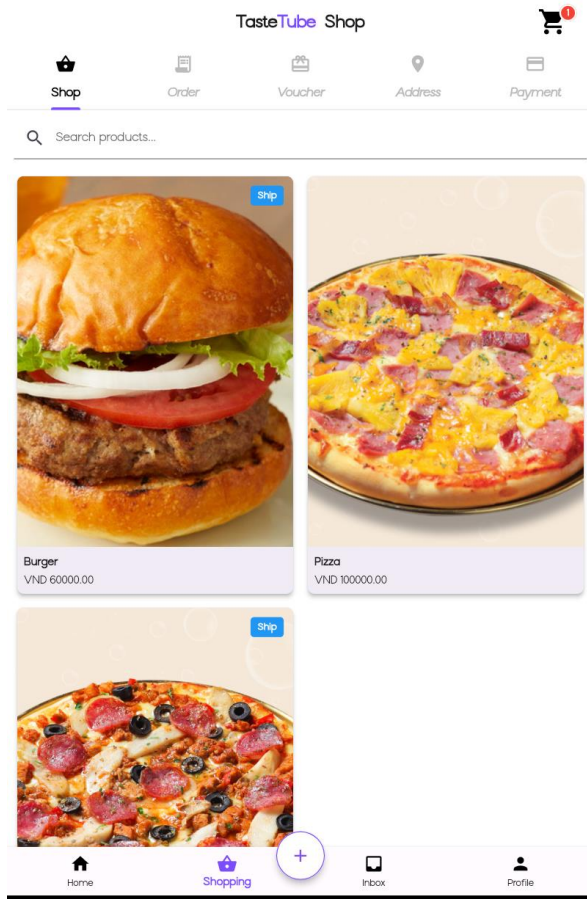 TasteTube Shop
1
Shop
Order
Voucher
Address
Payment
Search products...
Ship
Burger
VND 60000.00
Pizza
VND 100000.00
Ship
Home
Shopping
+
Inbox
Profile